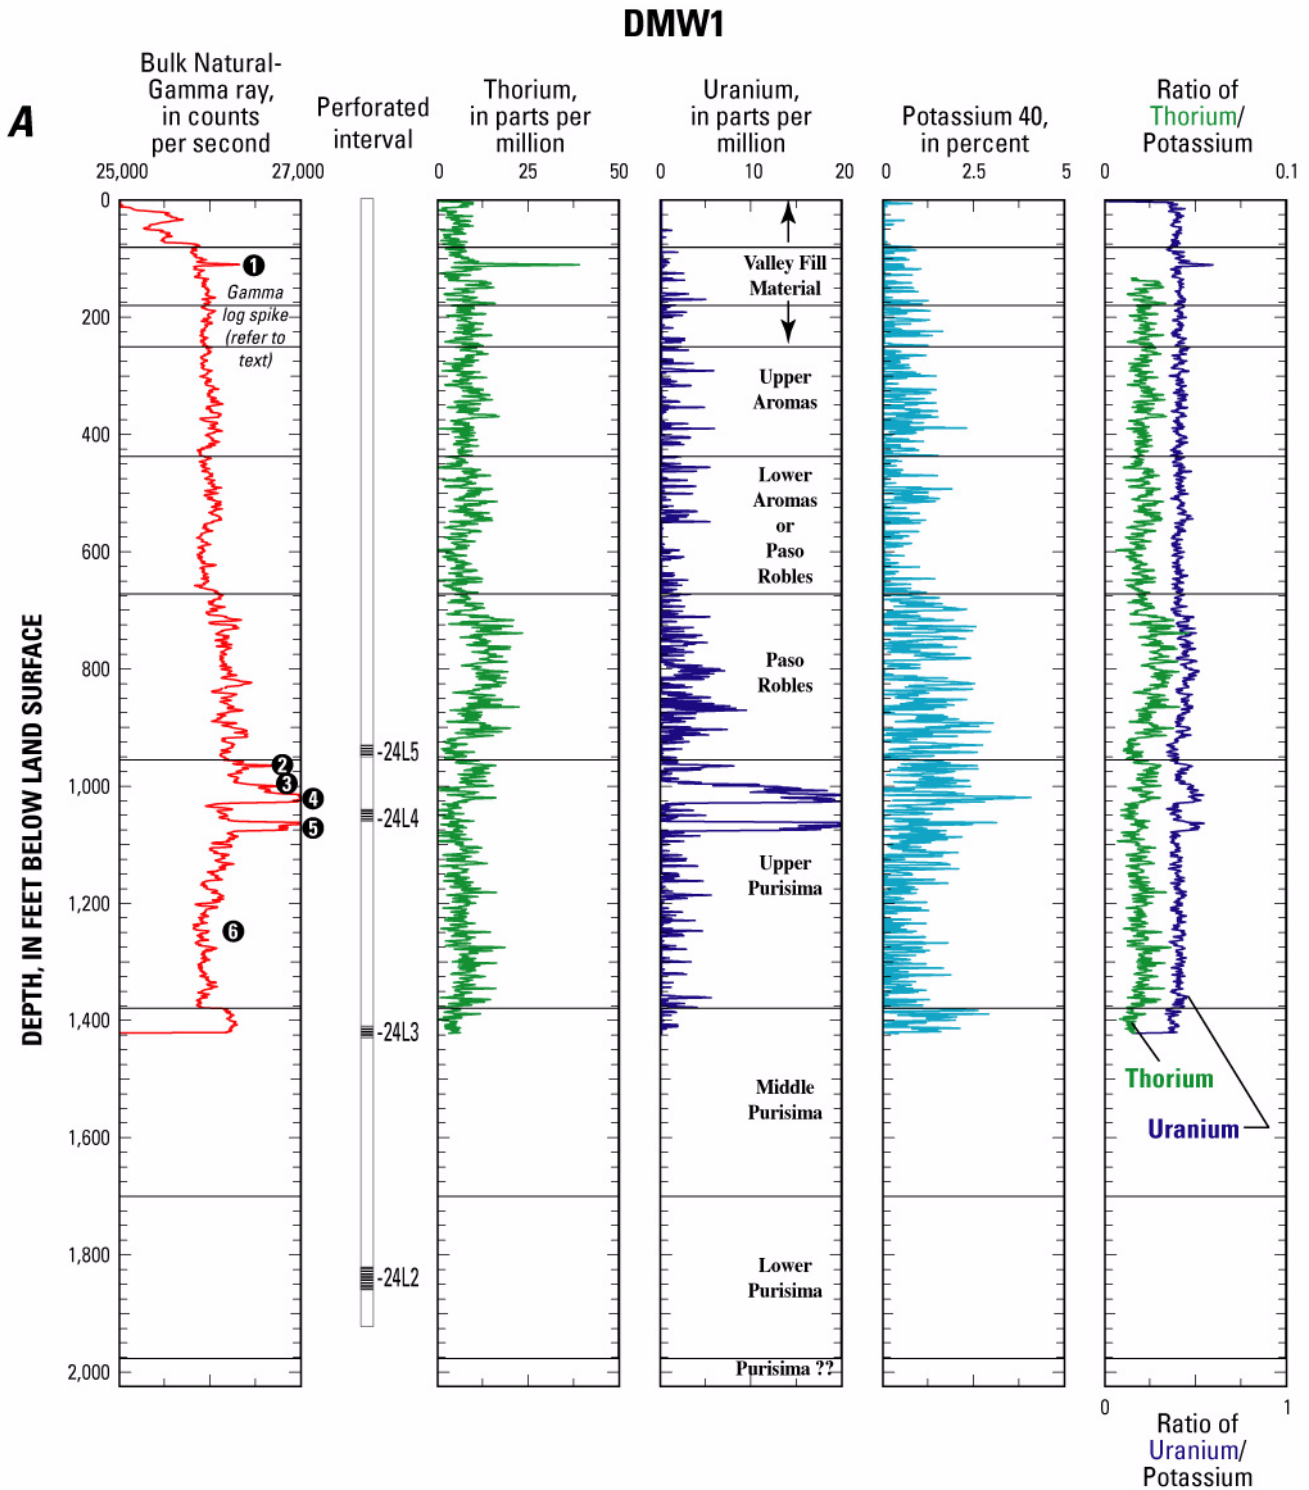 DMW1
A
Bulk Natural-
Gamma ray,
in counts
per second
25,000
27,000
Perforated
interval
Thorium,
in parts per
million
0
25
50
Uranium,
in parts per
million
0
10
20
Potassium 40,
in percent
0
2.5
5
Ratio of
Thorium/
Potassium
0
0.1
DEPTH, IN FEET BELOW LAND SURFACE
0
200
400
600
800
1,000
1,200
1,400
1,600
1,800
2,000
1
Gamma
log spike
(refer to
text)
2
3
4
5
6
-24L5
-24L4
-24L3
-24L2
Valley Fill
Material
Upper
Aromas
Lower
Aromas
or
Paso
Robles
Paso
Robles
Upper
Purisima
Middle
Purisima
Lower
Purisima
Purisima ??
Thorium
Uranium
0
1
Ratio of
Uranium/
Potassium